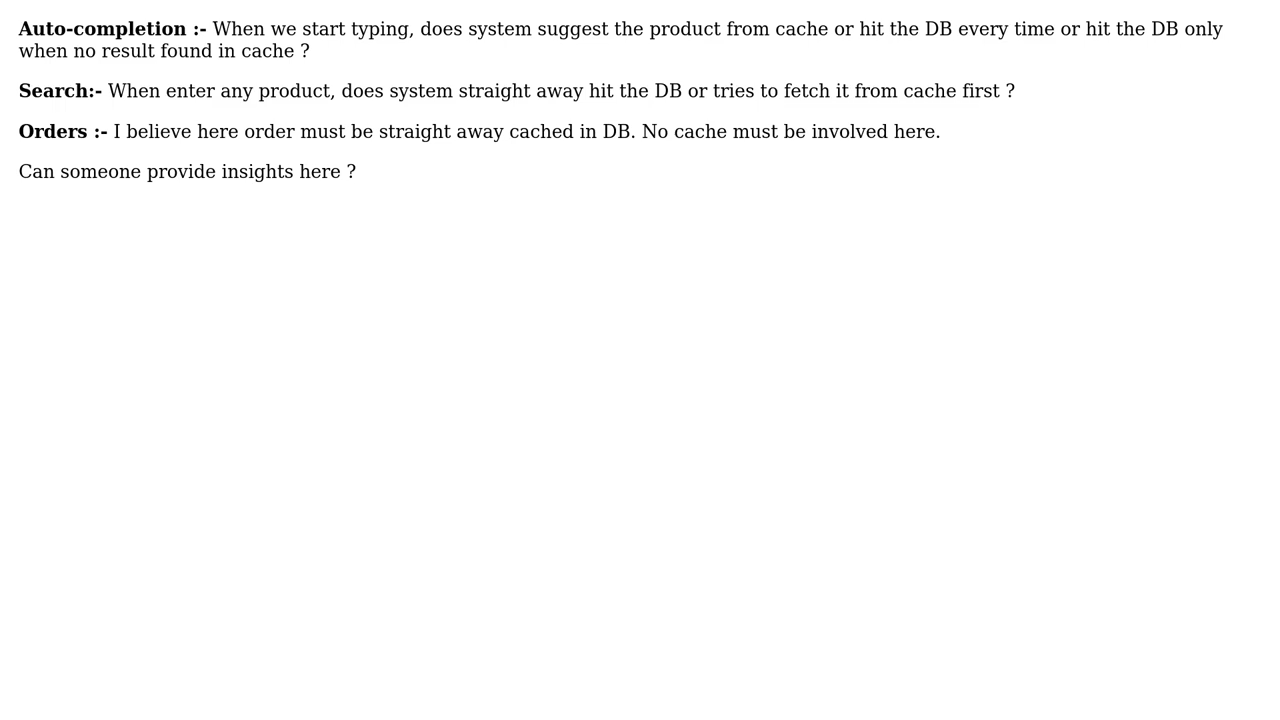 Auto-completion :- When we start typing, does system suggest the product from cache or hit the DB every time or hit the DB only
when no result found in cache ?
Search:- When enter any product, does system straight away hit the DB or tries to fetch it from cache first ?
Orders :- I believe here order must be straight away cached in DB. No cache must be involved here.
Can someone provide insights here ?